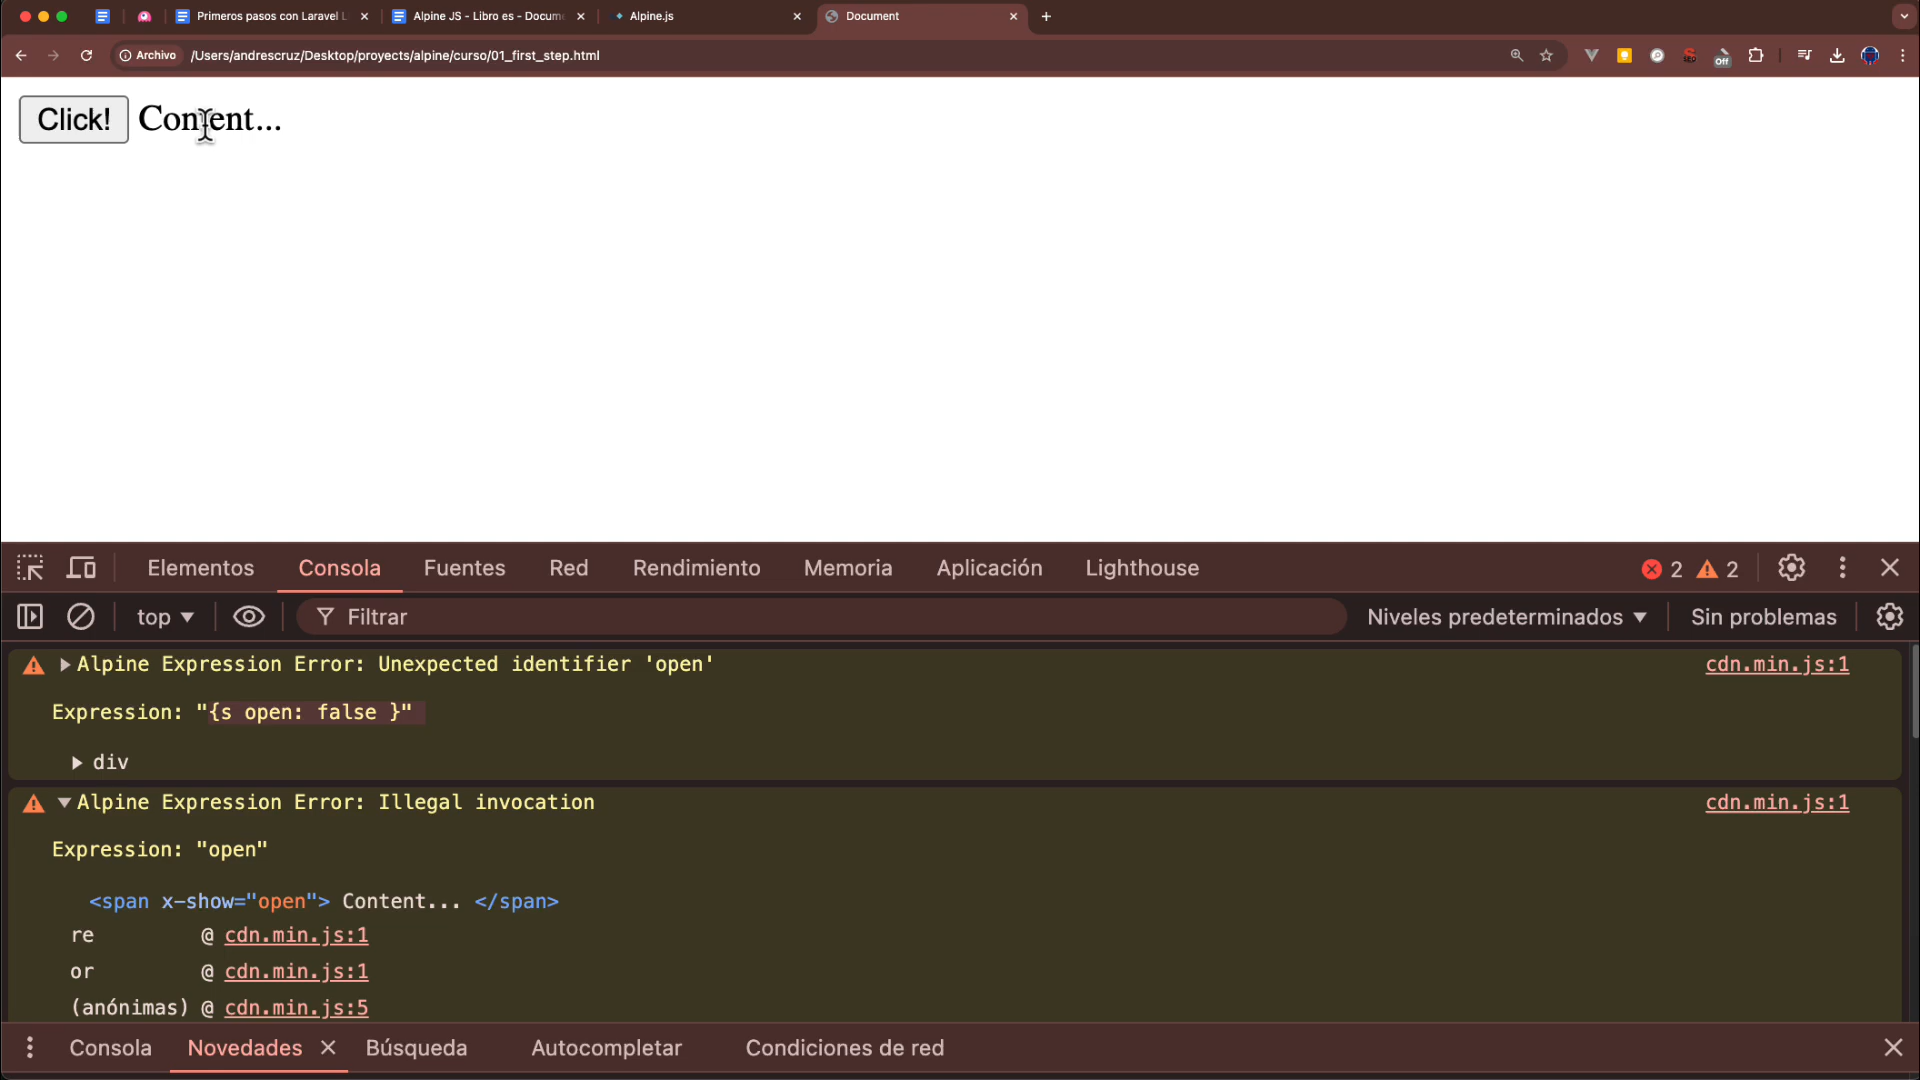 Primeros pasos con Laravel L
Alpine JS - Libro es - Docume
Alpine.js
Document
Archivo
/Users/andrescruz/Desktop/proyects/alpine/curso/01_first_step.html
Off
Click! Content...
Elementos Consola Fuentes Red Rendimiento Memoria Aplicación Lighthouse 2 2
top Filtrar Niveles predeterminados Sin problemas
Alpine Expression Error: Unexpected identifier 'open' cdn.min.js:1
Expression: "{s open: false }"
div
Alpine Expression Error: Illegal invocation cdn.min.js:1
Expression: "open"
<span x-show="open"> Content... </span>
re @ cdn.min.js:1
or @ cdn.min.js:1
(anónimas) @ cdn.min.js:5
Consola Novedades Búsqueda Autocompletar Condiciones de red